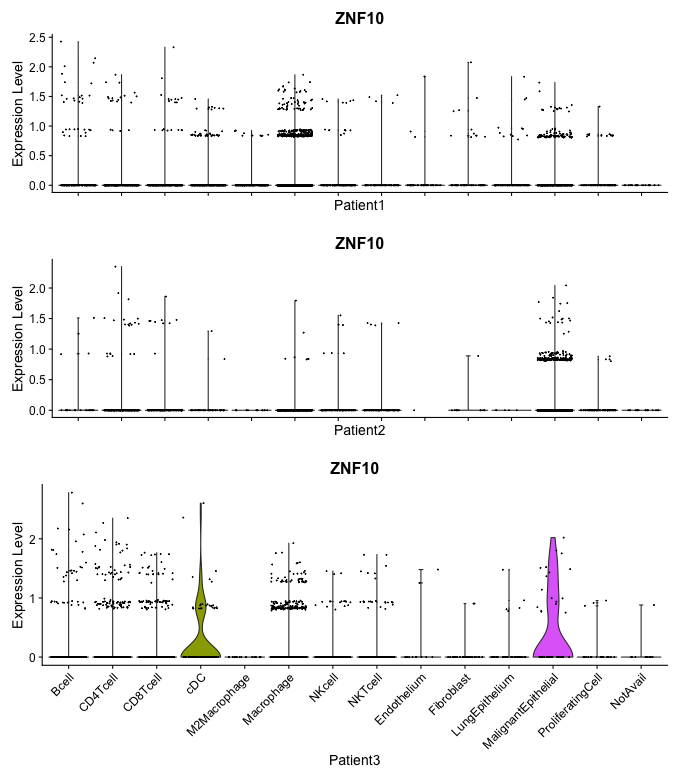 ZNF10
Expression Level
2.5
2.0
1.5
1.0
0.5
0.0
Patient1
ZNF10
Expression Level
2.0
1.5
1.0
0.5
0.0
Patient2
ZNF10
Expression Level
2
1
0
Bcell
CD4Tcell
CD8Tcell
cDC
M2Macrophage
Macrophage
NKcell
NKTcell
Endothelium
Fibroblast
LungEpithelium
MalignantEpithelial
ProliferatingCell
NotAvail
Patient3